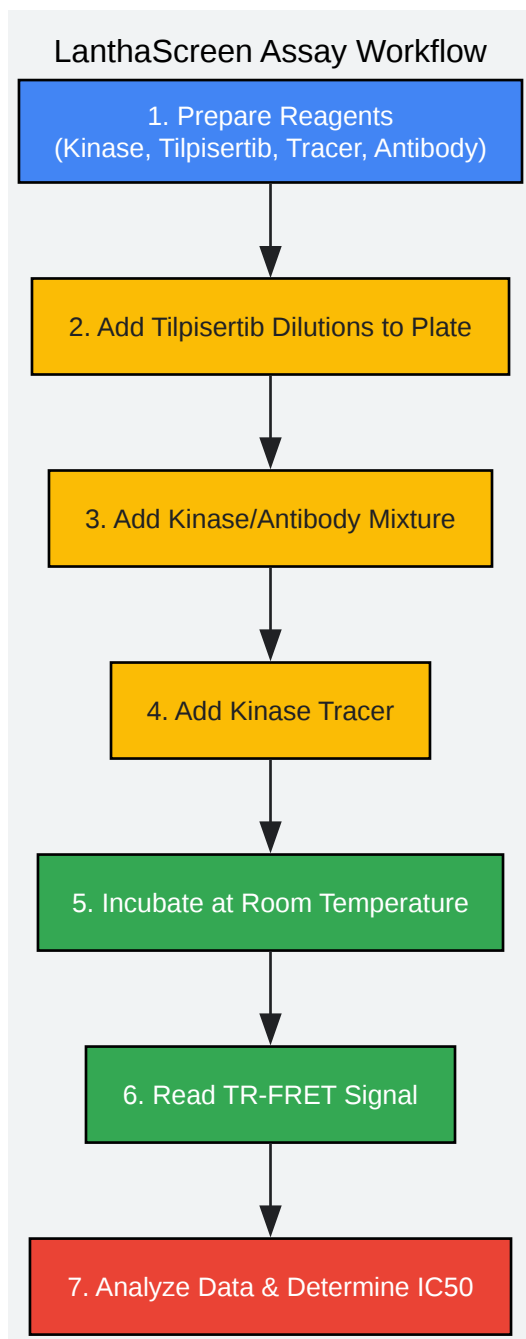 LanthaScreen Assay Workflow
1. Prepare Reagents
(Kinase, Tilpisertib, Tracer, Antibody)
2. Add Tilpisertib Dilutions to Plate
3. Add Kinase/Antibody Mixture
4. Add Kinase Tracer
5. Incubate at Room Temperature
6. Read TR-FRET Signal
7. Analyze Data & Determine IC50